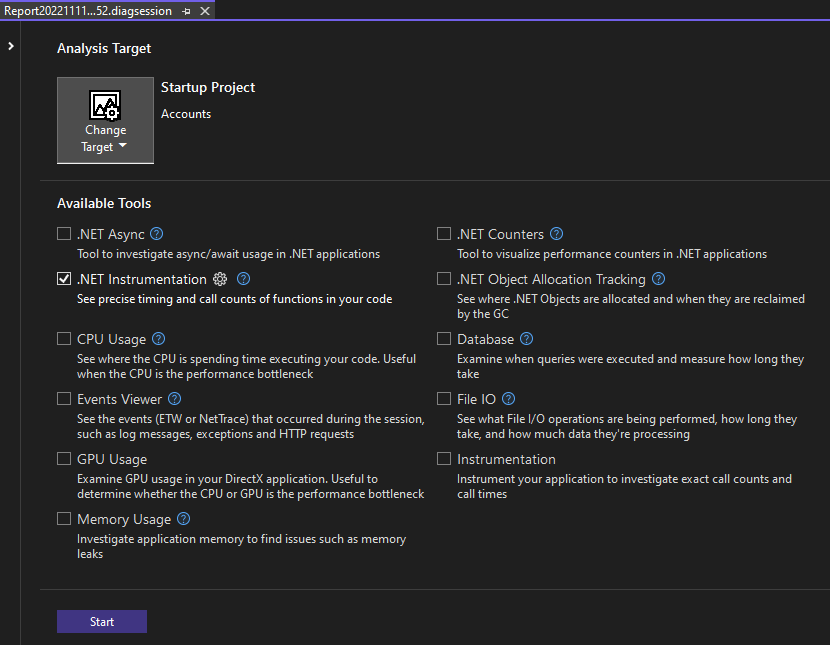 Report20221111...52.diagsession
Analysis Target
Change
Target
Startup Project
Accounts
Available Tools
.NET Async
Tool to investigate async/await usage in .NET applications
.NET Counters
Tool to visualize performance counters in .NET applications
.NET Instrumentation
See precise timing and call counts of functions in your code
.NET Object Allocation Tracking
See where .NET Objects are allocated and when they are reclaimed
by the GC
CPU Usage
See where the CPU is spending time executing your code. Useful
when the CPU is the performance bottleneck
Database
Examine when queries were executed and measure how long they
take
Events Viewer
See the events (ETW or NetTrace) that occurred during the session,
such as log messages, exceptions and HTTP requests
File IO
See what File I/O operations are being performed, how long they
take, and how much data they're processing
GPU Usage
Examine GPU usage in your DirectX application. Useful to
determine whether the CPU or GPU is the performance bottleneck
Instrumentation
Instrument your application to investigate exact call counts and
call times
Memory Usage
Investigate application memory to find issues such as memory
leaks
Start